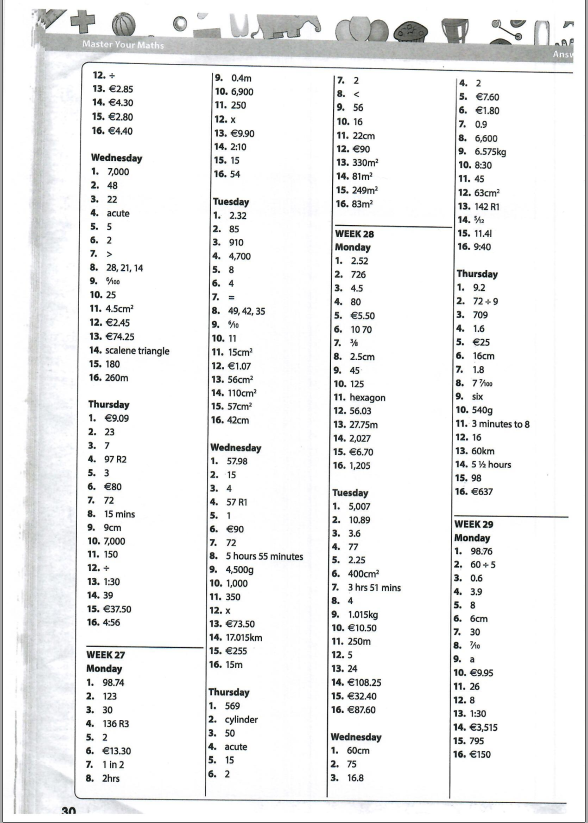 Master Your Maths
Answ
12. ÷
13. €2.85
14. €4.30
15. €2.80
16. €4.40
Wednesday
1. 7,000
2. 48
3. 22
4. acute
5. 5
6. 2
7. >
8. 28, 21, 14
9. 6/100
10. 25
11. 4.5cm²
12. €2.45
13. €74.25
14. scalene triangle
15. 180
16. 260m
Thursday
1. €9.09
2. 23
3. 7
4. 97 R2
5. 3
6. €80
7. 72
8. 15 mins
9. 9cm
10. 7,000
11. 150
12. ÷
13. 1:30
14. 39
15. €37.50
16. 4:56
WEEK 27
Monday
1. 98.74
2. 123
3. 30
4. 136 R3
5. 2
6. €13.30
7. 1 in 2
8. 2hrs
9. 0.4m
10. 6,900
11. 250
12. x
13. €9.90
14. 2:10
15. 15
16. 54
Tuesday
1. 2.32
2. 85
3. 910
4. 4,700
5. 8
6. 4
7. =
8. 49, 42, 35
9. 6/10
10. 11
11. 15cm²
12. €1.07
13. 56cm²
14. 110cm²
15. 57cm²
16. 42cm
Wednesday
1. 57.98
2. 15
3. 4
4. 57 R1
5. 1
6. €90
7. 72
8. 5 hours 55 minutes
9. 4,500g
10. 1,000
11. 350
12. x
13. €73.50
14. 17.015km
15. €255
16. 15m
Thursday
1. 569
2. cylinder
3. 50
4. acute
5. 15
6. 2
7. 2
8. <
9. 56
10. 16
11. 22cm
12. €90
13. 330m²
14. 81m²
15. 249m²
16. 83m²
WEEK 28
Monday
1. 2.52
2. 726
3. 4.5
4. 80
5. €5.50
6. 10 70
7. 3/8
8. 2.5cm
9. 45
10. 125
11. hexagon
12. 56.03
13. 27.75m
14. 2,027
15. €6.70
16. 1,205
Tuesday
1. 5,007
2. 10.89
3. 3.6
4. 77
5. 2.25
6. 400cm²
7. 3 hrs 51 mins
8. 4
9. 1.015kg
10. €10.50
11. 250m
12. 5
13. 24
14. €108.25
15. €32.40
16. €87.60
Wednesday
1. 60cm
2. 75
3. 16.8
4. 2
5. €7.60
6. €1.80
7. 0.9
8. 6,600
9. 6.575kg
10. 8:30
11. 45
12. 63cm²
13. 142 R1
14. 5/12
15. 11.4l
16. 9:40
Thursday
1. 9.2
2. 72 ÷ 9
3. 709
4. 1.6
5. €25
6. 16cm
7. 1.8
8. 7 7/100
9. six
10. 540g
11. 3 minutes to 8
12. 16
13. 60km
14. 5 ½ hours
15. 98
16. €637
WEEK 29
Monday
1. 98.76
2. 60 ÷ 5
3. 0.6
4. 3.9
5. 8
6. 6cm
7. 30
8. 7/10
9. a
10. €9.95
11. 26
12. 8
13. 1:30
14. €3,515
15. 795
16. €150
30